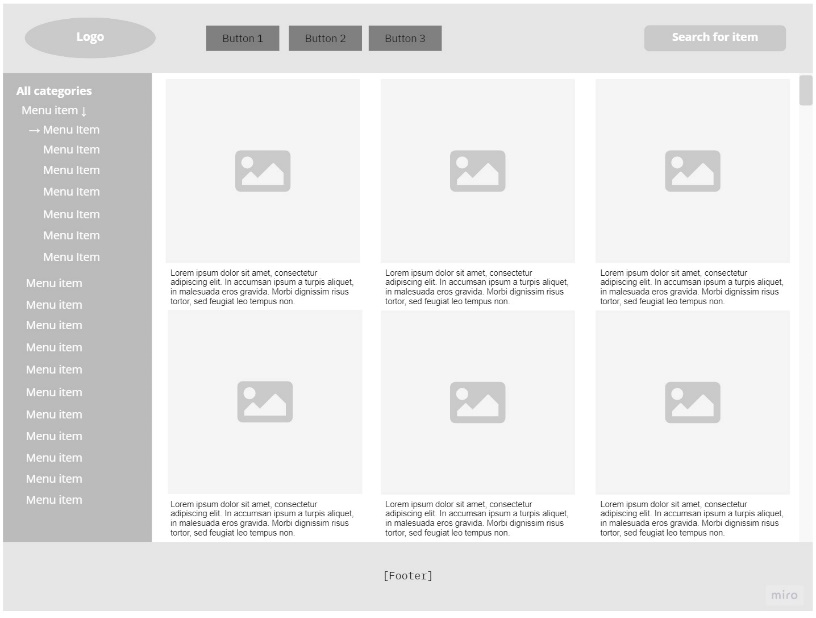 Logo
Button 1
Button 2
Button 3
Search for item
All categories
Menu item ↓
→ Menu Item
Menu Item
Menu Item
Menu Item
Menu Item
Menu Item
Menu Item
Menu item
Menu item
Menu item
Menu item
Menu item
Menu item
Menu item
Menu item
Menu item
Menu item
Menu item
Lorem ipsum dolor sit amet, consectetur
adipiscing elit. In accumsan ipsum a turpis aliquet,
in malesuada eros gravida. Morbi dignissim risus
tortor, sed feugiat leo tempus non.
Lorem ipsum dolor sit amet, consectetur
adipiscing elit. In accumsan ipsum a turpis aliquet,
in malesuada eros gravida. Morbi dignissim risus
tortor, sed feugiat leo tempus non.
Lorem ipsum dolor sit amet, consectetur
adipiscing elit. In accumsan ipsum a turpis aliquet,
in malesuada eros gravida. Morbi dignissim risus
tortor, sed feugiat leo tempus non.
Lorem ipsum dolor sit amet, consectetur
adipiscing elit. In accumsan ipsum a turpis aliquet,
in malesuada eros gravida. Morbi dignissim risus
tortor, sed feugiat leo tempus non.
Lorem ipsum dolor sit amet, consectetur
adipiscing elit. In accumsan ipsum a turpis aliquet,
in malesuada eros gravida. Morbi dignissim risus
tortor, sed feugiat leo tempus non.
Lorem ipsum dolor sit amet, consectetur
adipiscing elit. In accumsan ipsum a turpis aliquet,
in malesuada eros gravida. Morbi dignissim risus
tortor, sed feugiat leo tempus non.
[Footer]
miro